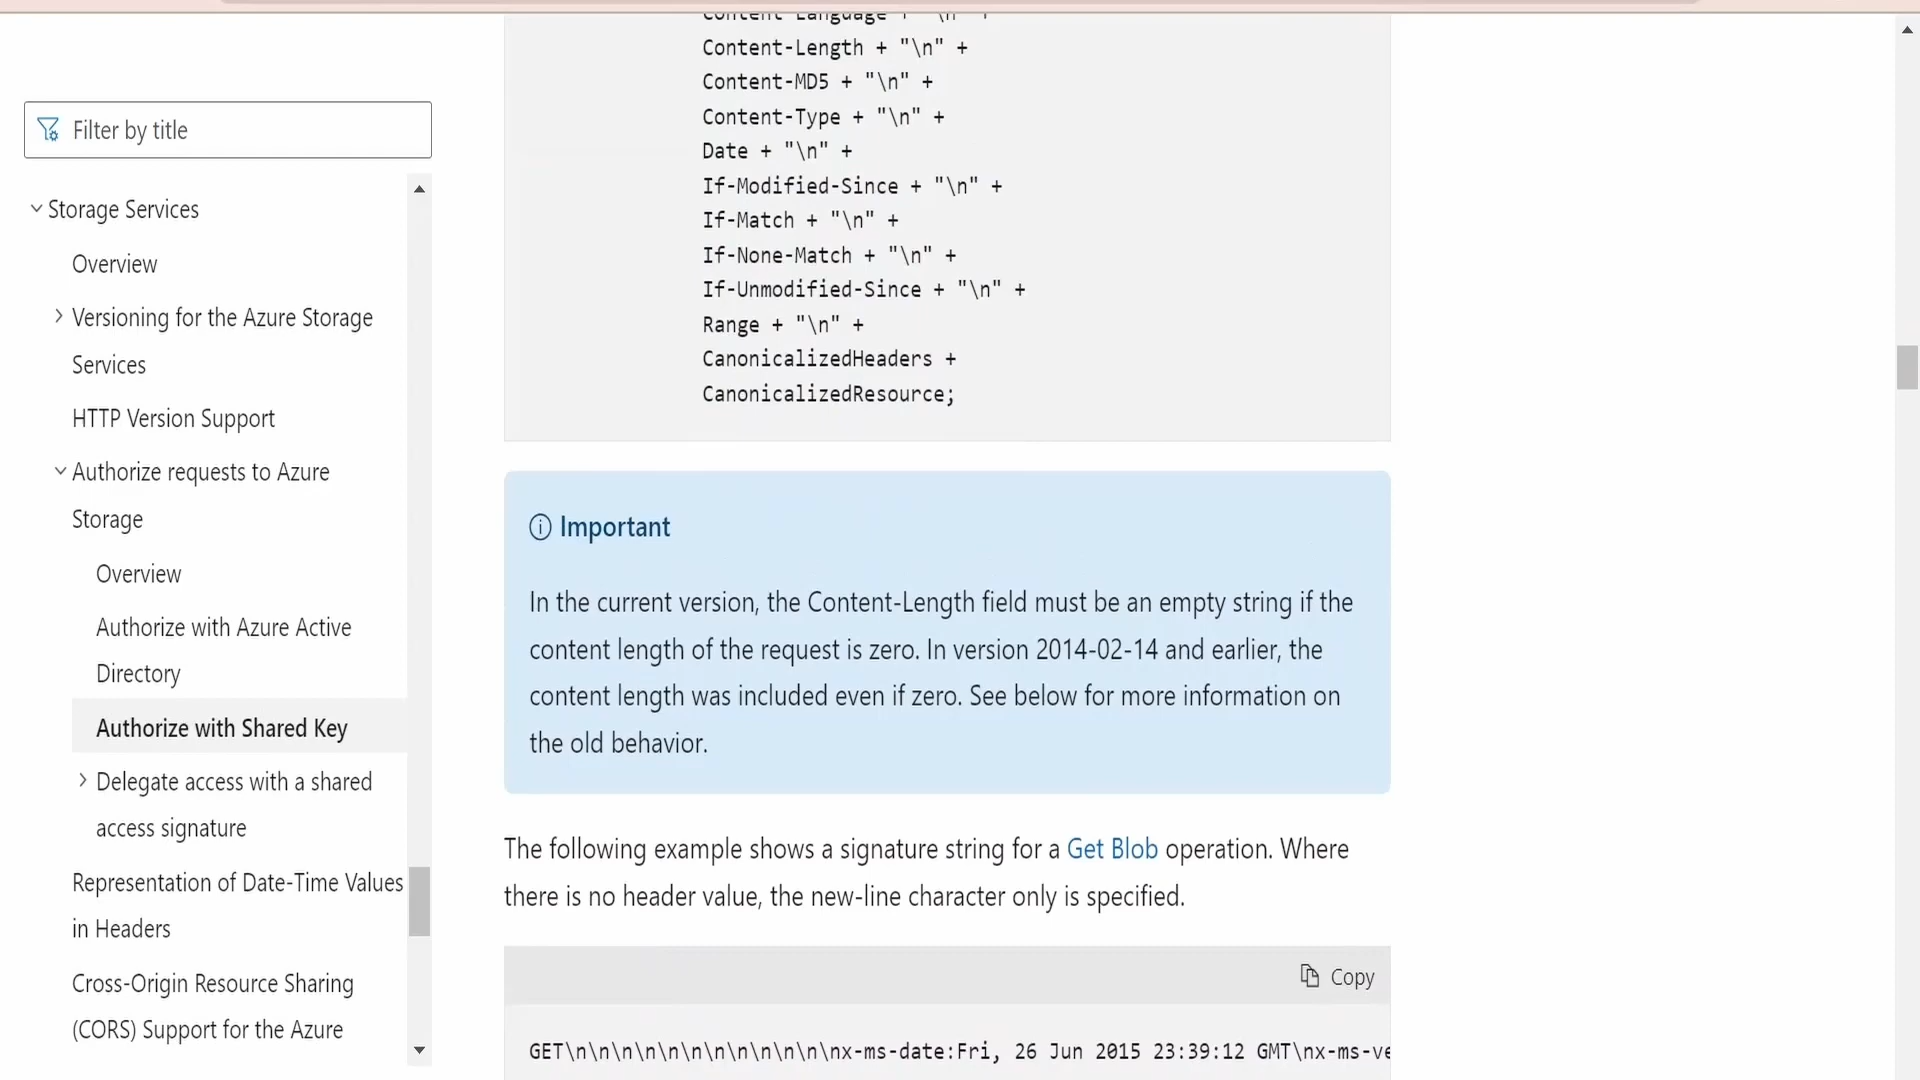 Filter by title
Storage Services
Overview
Versioning for the Azure Storage
Services
HTTP Version Support
Authorize requests to Azure
Storage
Overview
Authorize with Azure Active
Directory
Authorize with Shared Key
Delegate access with a shared
access signature
Representation of Date-Time Values
in Headers
Cross-Origin Resource Sharing
(CORS) Support for the Azure
Content-Language + "\n" +
Content-Length + "\n" +
Content-MD5 + "\n" +
Content-Type + "\n" +
Date + "\n" +
If-Modified-Since + "\n" +
If-Match + "\n" +
If-None-Match + "\n" +
If-Unmodified-Since + "\n" +
Range + "\n" +
CanonicalizedHeaders +
CanonicalizedResource;
Important
In the current version, the Content-Length field must be an empty string if the
content length of the request is zero. In version 2014-02-14 and earlier, the
content length was included even if zero. See below for more information on
the old behavior.
The following example shows a signature string for a Get Blob operation. Where
there is no header value, the new-line character only is specified.
Copy
GET\n\n\n\n\n\n\n\n\n\n\n\nx-ms-date:Fri, 26 Jun 2015 23:39:12 GMT\nx-ms-ve